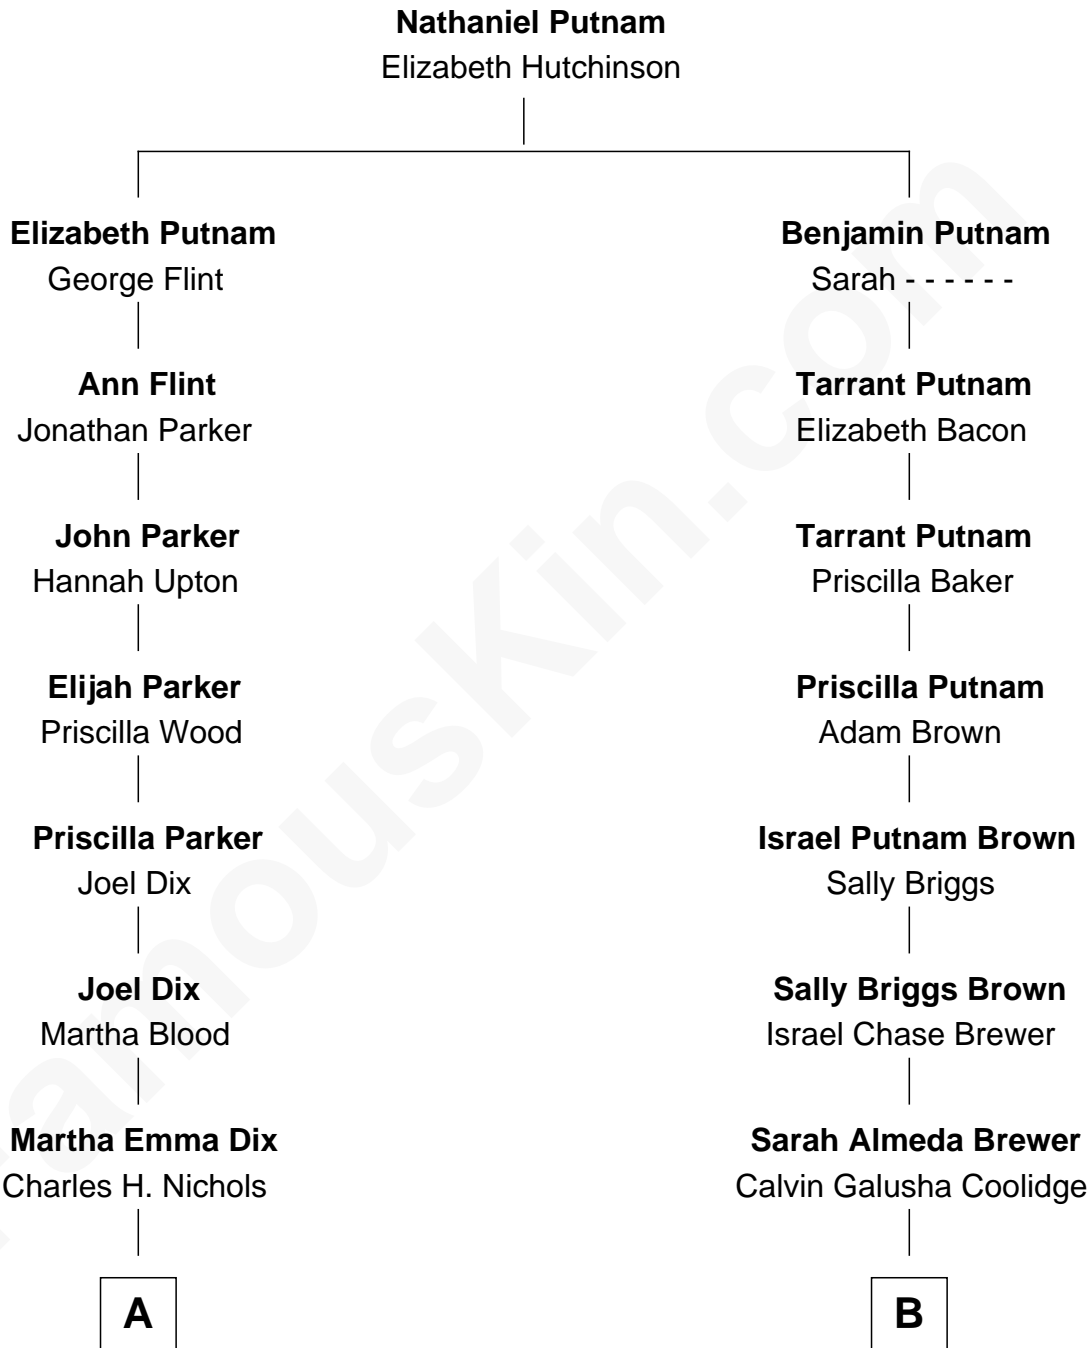 Nathaniel Putnam
Elizabeth Hutchinson
Elizabeth Putnam
George Flint
Ann Flint
Jonathan Parker
John Parker
Hannah Upton
Elijah Parker
Priscilla Wood
Priscilla Parker
Joel Dix
Joel Dix
Martha Blood
Martha Emma Dix
Charles H. Nichols
A
Benjamin Putnam
Sarah - - - - - -
Tarrant Putnam
Elizabeth Bacon
Tarrant Putnam
Priscilla Baker
Priscilla Putnam
Adam Brown
Israel Putnam Brown
Sally Briggs
Sally Briggs Brown
Israel Chase Brewer
Sarah Almeda Brewer
Calvin Galusha Coolidge
B
FamousKin.com